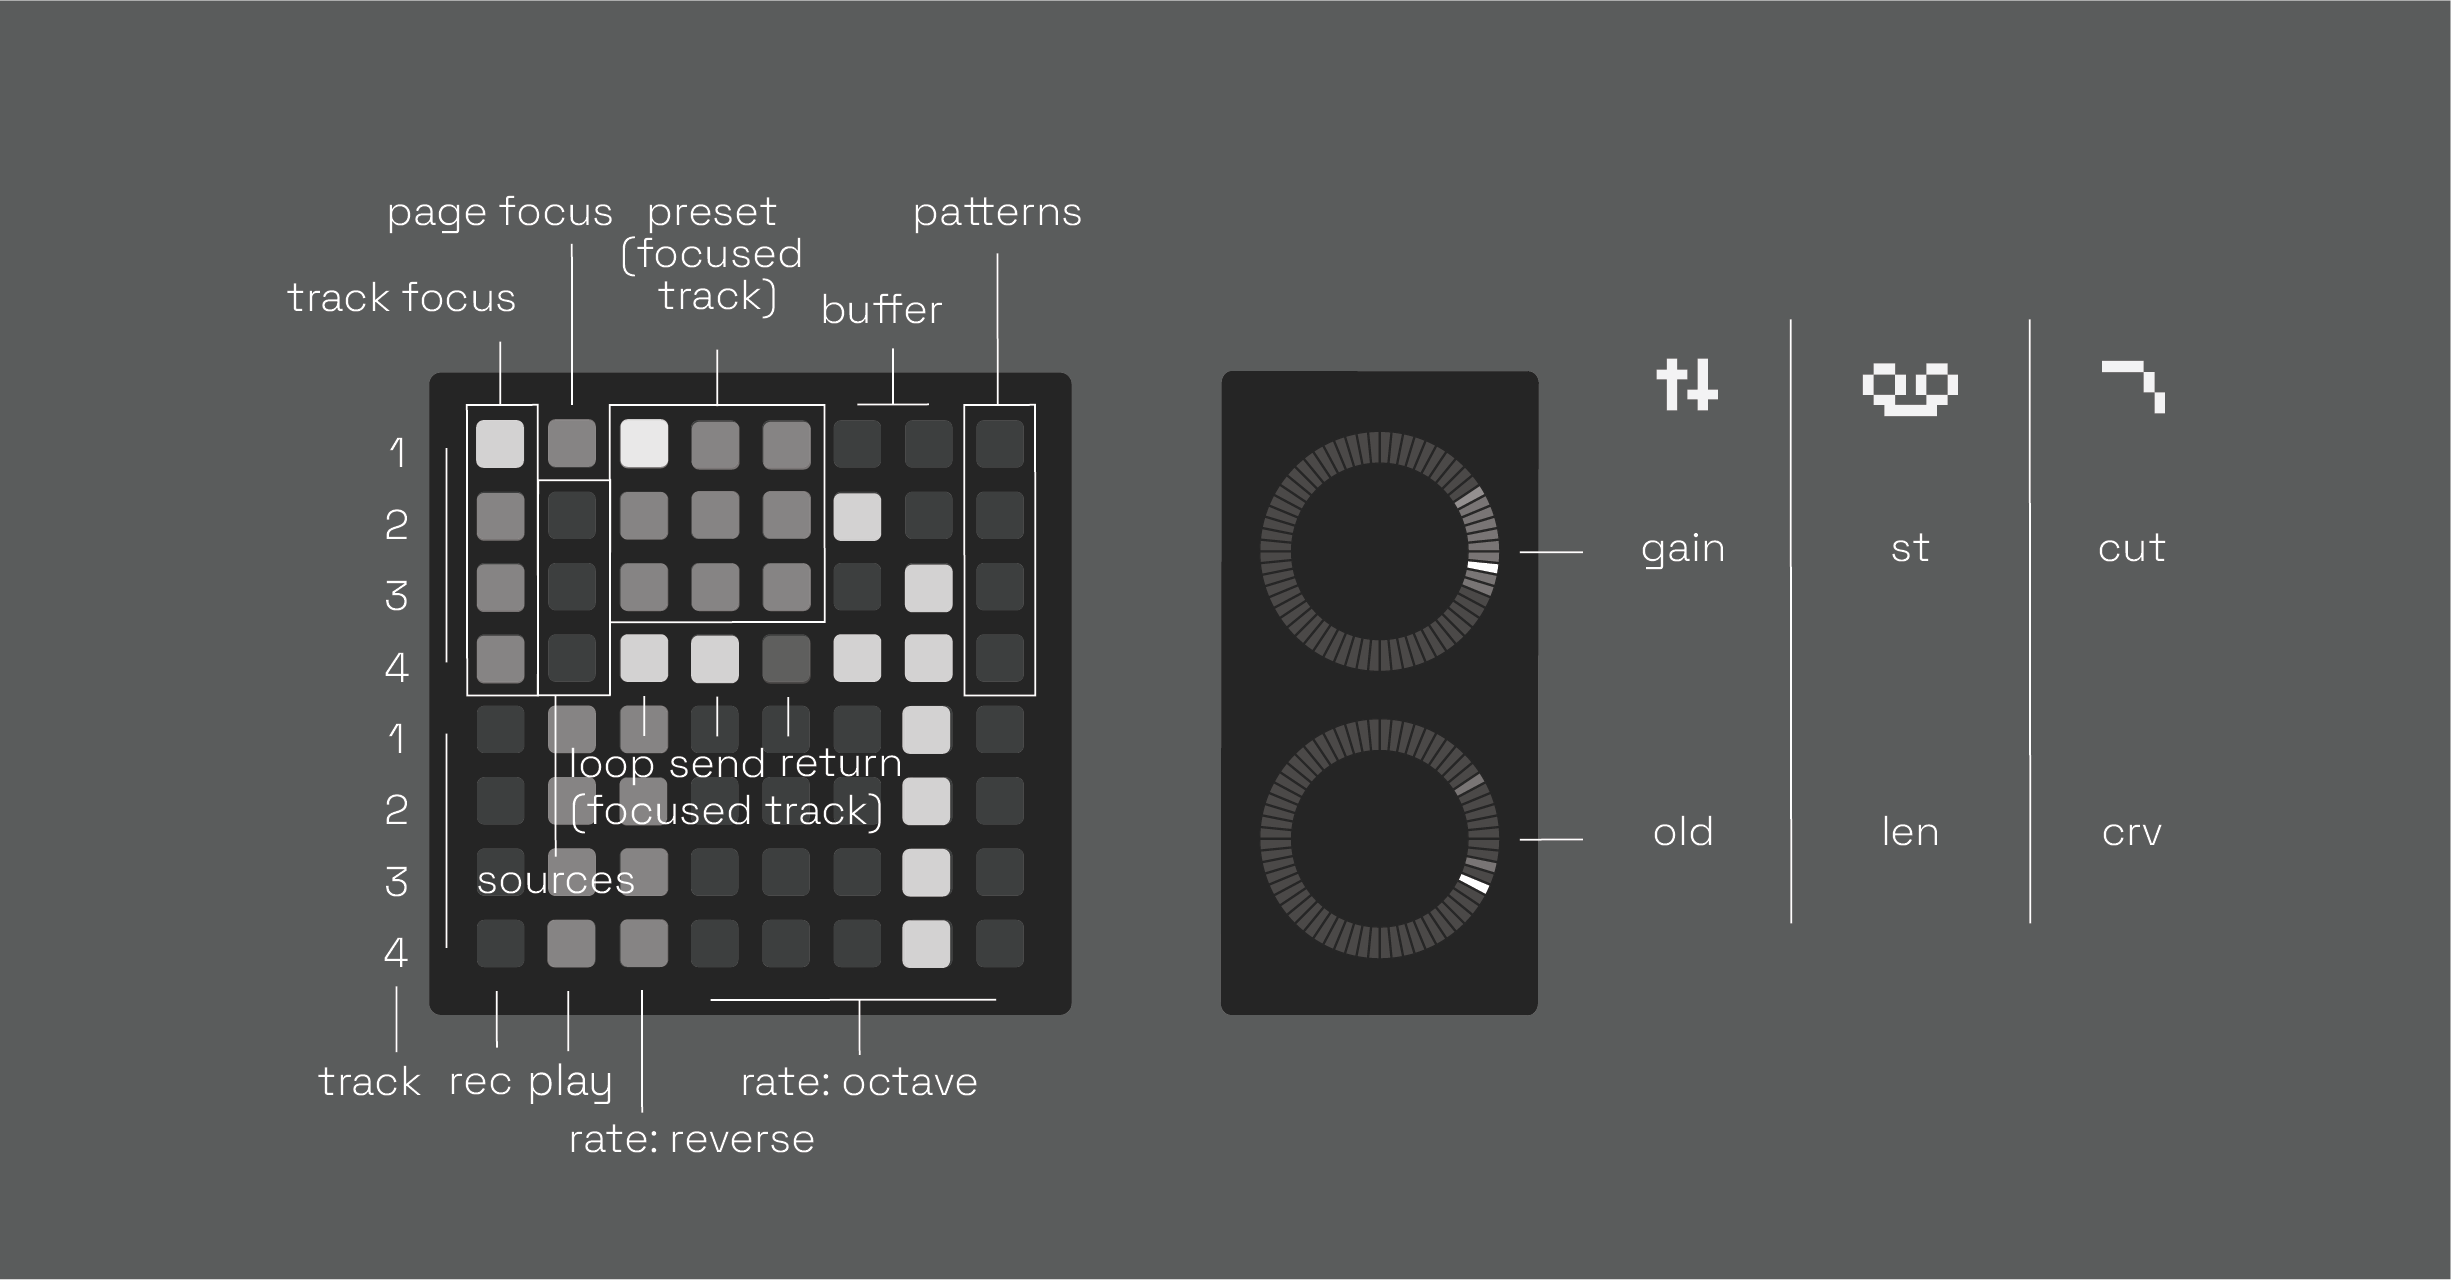 page focus
preset
(focused
track)
patterns
track focus
buffer
1
2
3
4
1
2
3
4
loop send return
(focused track)
sources
track
rec
play
rate: octave
rate: reverse
gain
st
cut
old
len
crv